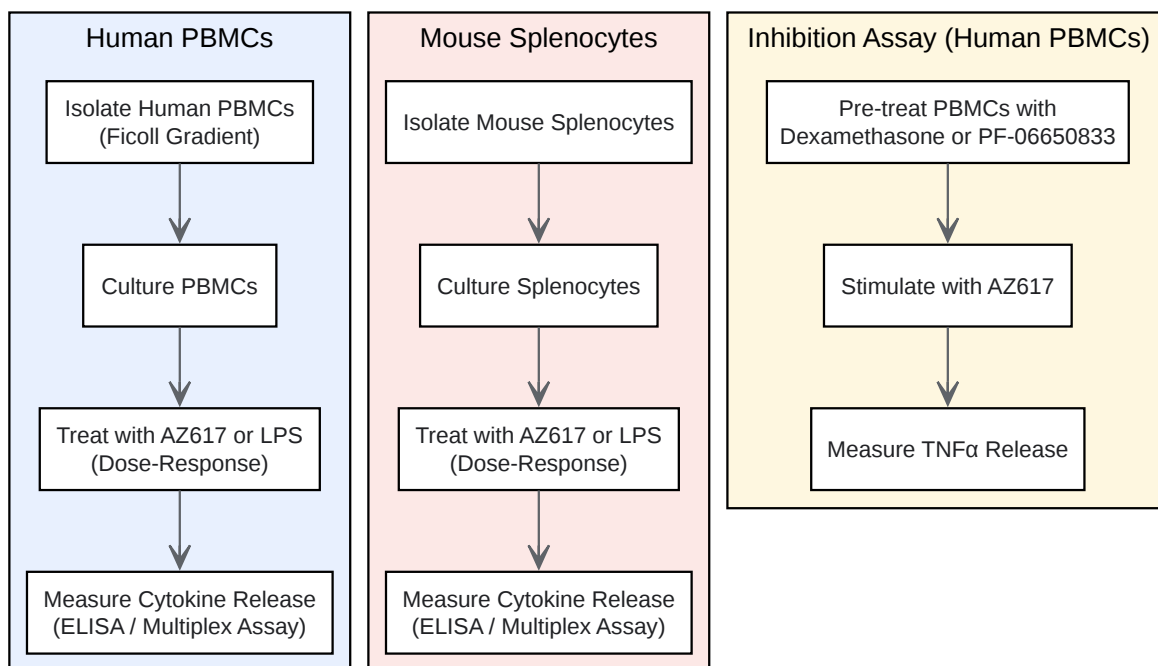 Human PBMCs
Isolate Human PBMCs
(Ficoll Gradient)
Culture PBMCs
Treat with AZ617 or LPS
(Dose-Response)
Measure Cytokine Release
(ELISA / Multiplex Assay)
Mouse Splenocytes
Isolate Mouse Splenocytes
Culture Splenocytes
Treat with AZ617 or LPS
(Dose-Response)
Measure Cytokine Release
(ELISA / Multiplex Assay)
Inhibition Assay (Human PBMCs)
Pre-treat PBMCs with
Dexamethasone or PF-06650833
Stimulate with AZ617
Measure TNFα Release